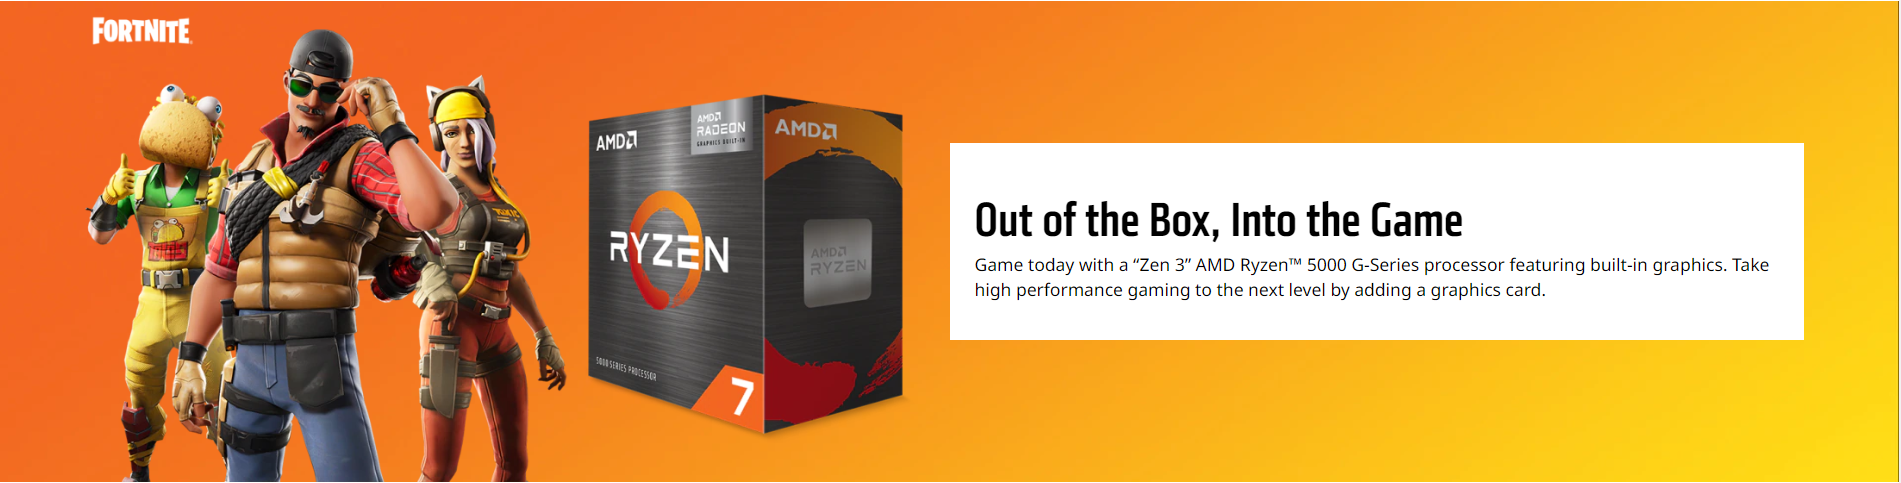 FORTNITE
AMD
AMD
RADEON
GRAPHICS BUILT-IN
AMD
RYZEN
AMD
RYZEN
5000 SERIES PROCESSOR
7
Out of the Box, Into the Game
Game today with a “Zen 3” AMD Ryzen™ 5000 G-Series processor featuring built-in graphics. Take
high performance gaming to the next level by adding a graphics card.